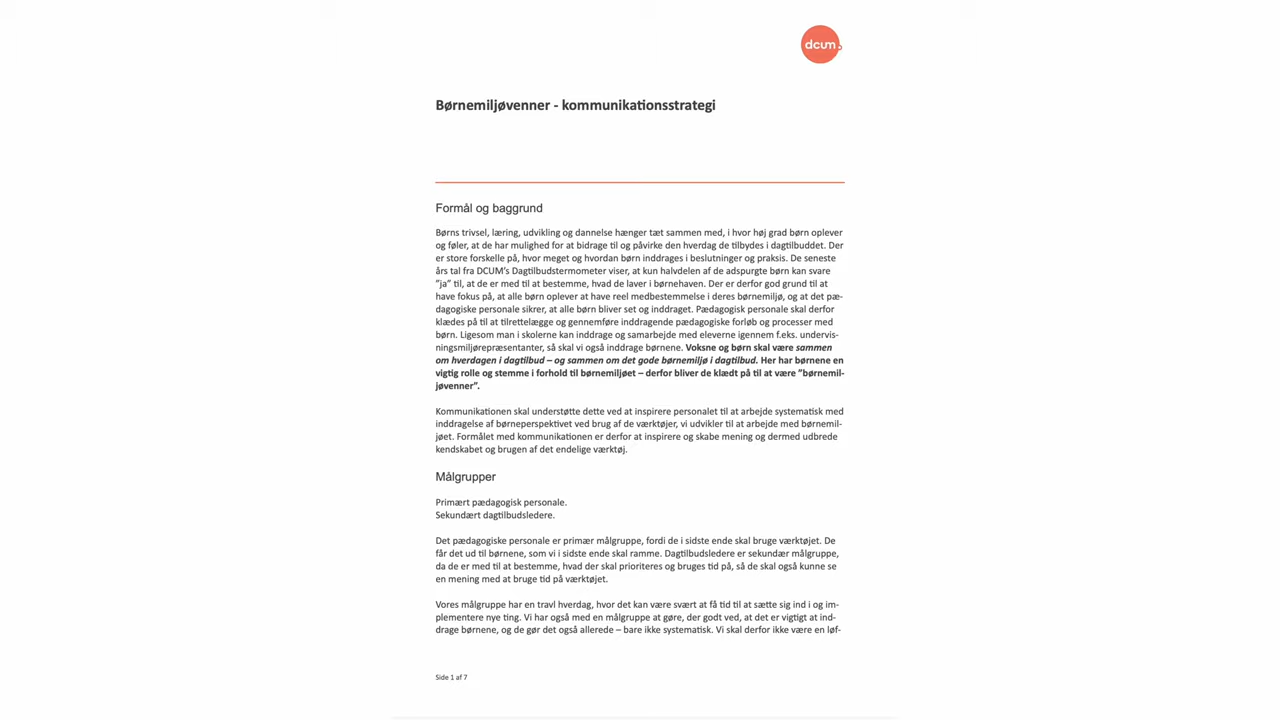 dcum.
Børnemiljøvenner - kommunikationsstrategi
Formål og baggrund
Børns trivsel, læring, udvikling og dannelse hænger tæt sammen med, i hvor høj grad børn oplever
og føler, at de har mulighed for at bidrage til og påvirke den hverdag de tilbydes i dagtilbuddet. Der
er store forskelle på, hvor meget og hvordan børn inddrages i beslutninger og praksis. De seneste
års tal fra DCUM's Dagtilbudstermometer viser, at kun halvdelen af de adspurgte børn kan svare
"ja" til, at de er med til at bestemme, hvad de laver i børnehaven. Der er derfor god grund til at
have fokus på, at alle børn oplever at have reel medbestemmelse i deres børnemiljø, og at det pæ-
dagogiske personale sikrer, at alle børn bliver set og inddraget. Pædagogisk personale skal derfor
klædes på til at tilrettelægge og gennemføre inddragende pædagogiske forløb og processer med
børn. Ligesom man i skolerne kan inddrage og samarbejde med eleverne igennem f.eks. undervis-
ningsmiljørepræsentanter, så skal vi også inddrage børnene. Voksne og børn skal være sammen
om hverdagen i dagtilbud – og sammen om det gode børnemiljø i dagtilbud. Her har børnene en
vigtig rolle og stemme i forhold til børnemiljøet – derfor bliver de klædt på til at være "børnemil-
jøvenner".
Kommunikationen skal understøtte dette ved at inspirere personalet til at arbejde systematisk med
inddragelse af børneperspektivet ved brug af de værktøjer, vi udvikler til at arbejde med børnemil-
jøet. Formålet med kommunikationen er derfor at inspirere og skabe mening og dermed udbrede
kendskabet og brugen af det endelige værktøj.
Målgrupper
Primært pædagogisk personale.
Sekundært dagtilbudsledere.
Det pædagogiske personale er primær målgruppe, fordi de i sidste ende skal bruge værktøjet. De
får det ud til børnene, som vi i sidste ende skal ramme. Dagtilbudsledere er sekundær målgruppe,
da de er med til at bestemme, hvad der skal prioriteres og bruges tid på, så de skal også kunne se
en mening med at bruge tid på værktøjet.
Vores målgruppe har en travl hverdag, hvor det kan være svært at få tid til at sætte sig ind i og im-
plementere nye ting. Vi har også med en målgruppe at gøre, der godt ved, at det er vigtigt at ind-
drage børnene, og de gør det også allerede – bare ikke systematisk. Vi skal derfor ikke være en løf-
Side 1 af 7